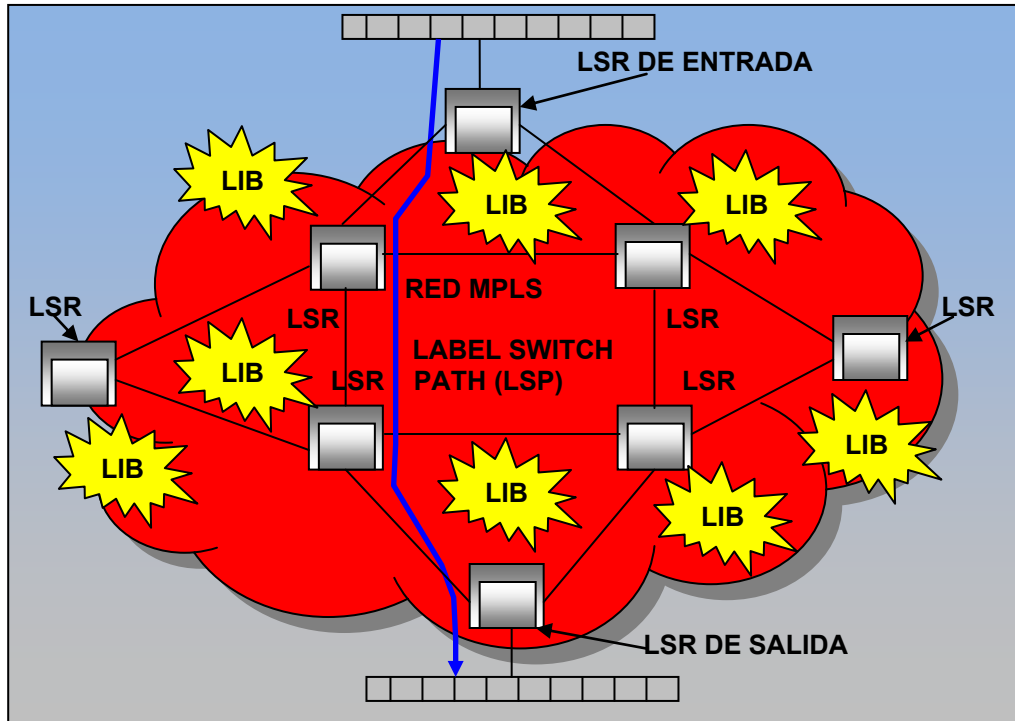 LSR DE ENTRADA
LIB
LIB
LIB
RED MPLS
LSR
LSR
LSR
LSR
LIB
LABEL SWITCH
PATH (LSP)
LSR
LSR
LIB
LIB
LIB
LIB
LSR DE SALIDA